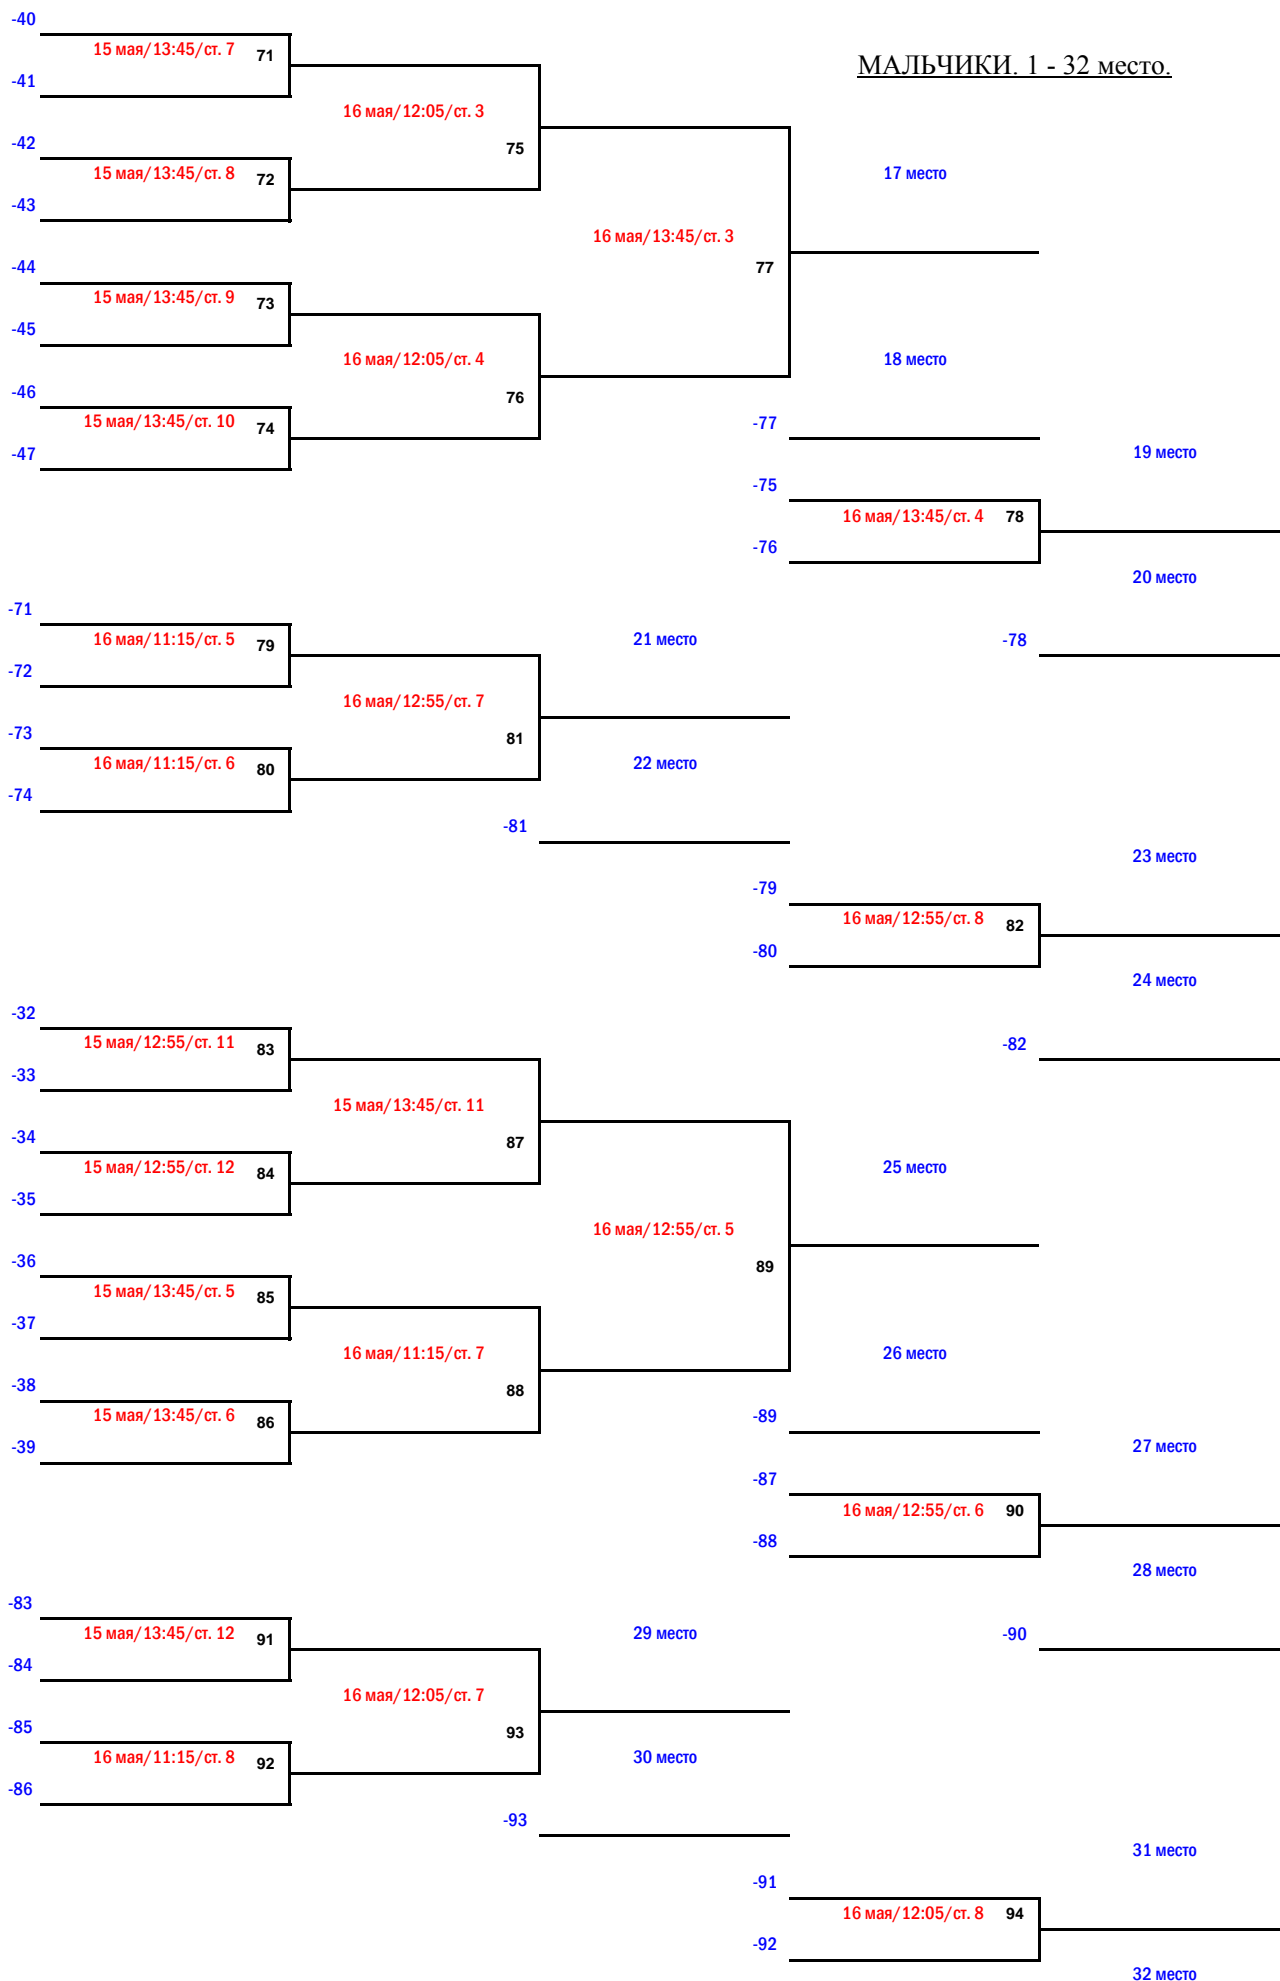 -40
15 мая/13:45/ст. 7 71
МАЛЬЧИКИ. 1 - 32 место.
-41
16 мая/12:05/ст. 3
-42
75
15 мая/13:45/ст. 8 72
17 место
-43
16 мая/13:45/ст. 3
-44
77
15 мая/13:45/ст. 9 73
-45
16 мая/12:05/ст. 4
18 место
-46
76
15 мая/13:45/ст. 10 74
-77
-47
19 место
-75
16 мая/13:45/ст. 4 78
-76
20 место
-71
16 мая/11:15/ст. 5 79
21 место
-78
-72
16 мая/12:55/ст. 7
-73
81
16 мая/11:15/ст. 6 80
22 место
-74
-81
23 место
-79
16 мая/12:55/ст. 8 82
-80
24 место
-32
15 мая/12:55/ст. 11 83
-82
-33
15 мая/13:45/ст. 11
-34
87
15 мая/12:55/ст. 12 84
25 место
-35
16 мая/12:55/ст. 5
-36
89
15 мая/13:45/ст. 5 85
-37
16 мая/11:15/ст. 7
26 место
-38
88
15 мая/13:45/ст. 6 86
-89
-39
27 место
-87
16 мая/12:55/ст. 6 90
-88
28 место
-83
15 мая/13:45/ст. 12 91
29 место
-90
-84
16 мая/12:05/ст. 7
-85
93
16 мая/11:15/ст. 8 92
30 место
-86
-93
31 место
-91
16 мая/12:05/ст. 8 94
-92
32 место